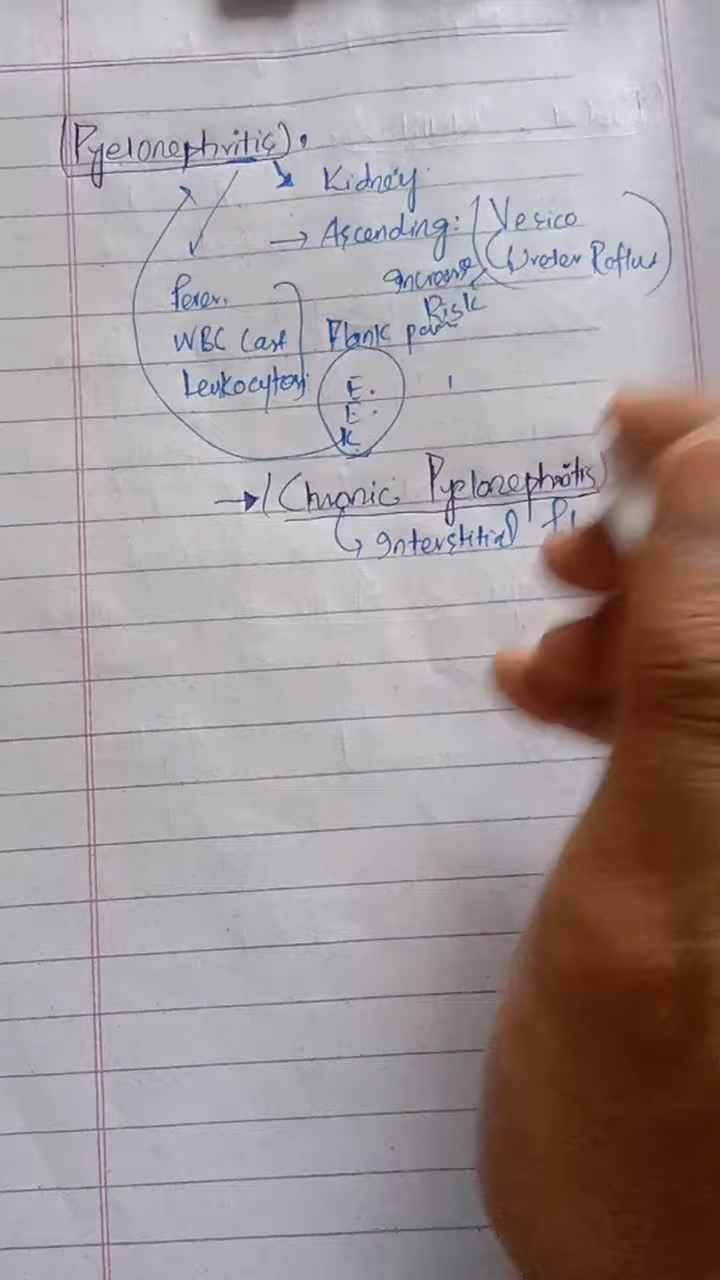 (Pyelonephritis).
Kidney
→ Ascending: (Vesico
Ureter Reflux)
Increase
Risk
Fever.
WBC Cast
Flank pain
Leukocytosis
E.
E.
K
→ (Chronic Pyelonephritis)
Interstitial